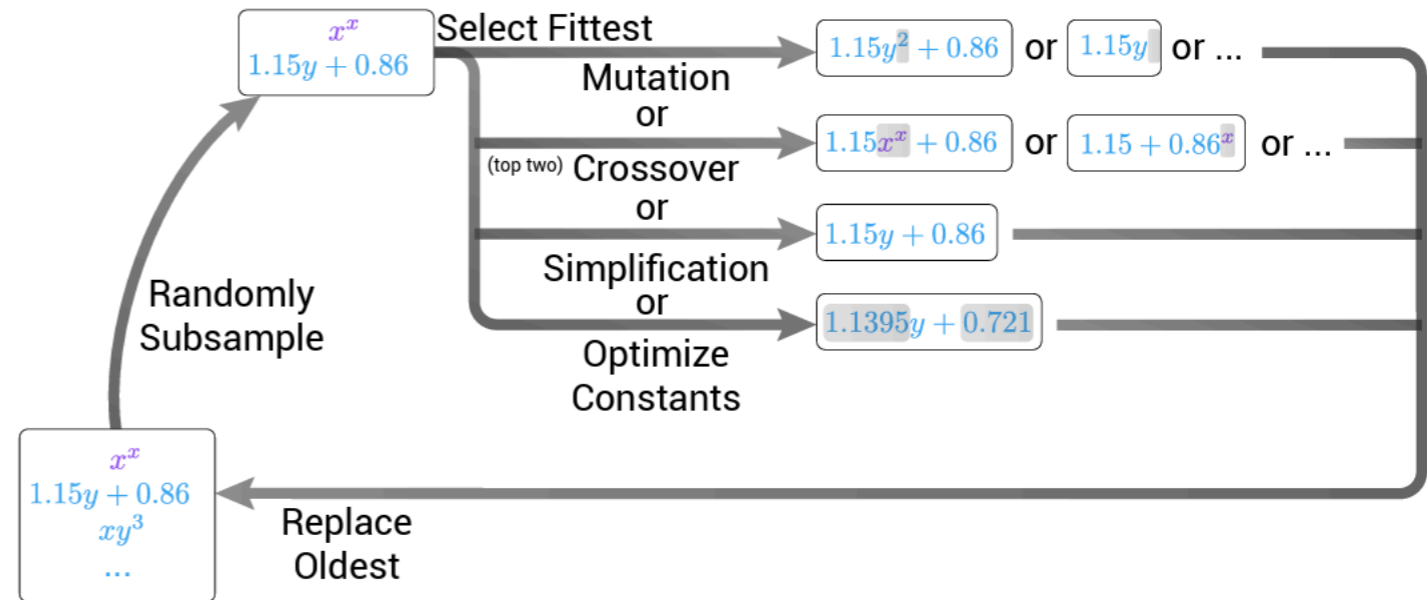 x^x
1.15y + 0.86
Select Fittest
1.15y^2 + 0.86 or 1.15y or ...
Mutation
or
1.15x^x + 0.86 or 1.15 + 0.86^x or ...
(top two) Crossover
or
1.15y + 0.86
Simplification
or
1.1395y + 0.721
Optimize
Constants
Randomly
Subsample
x^x
1.15y + 0.86
xy^3
...
Replace
Oldest